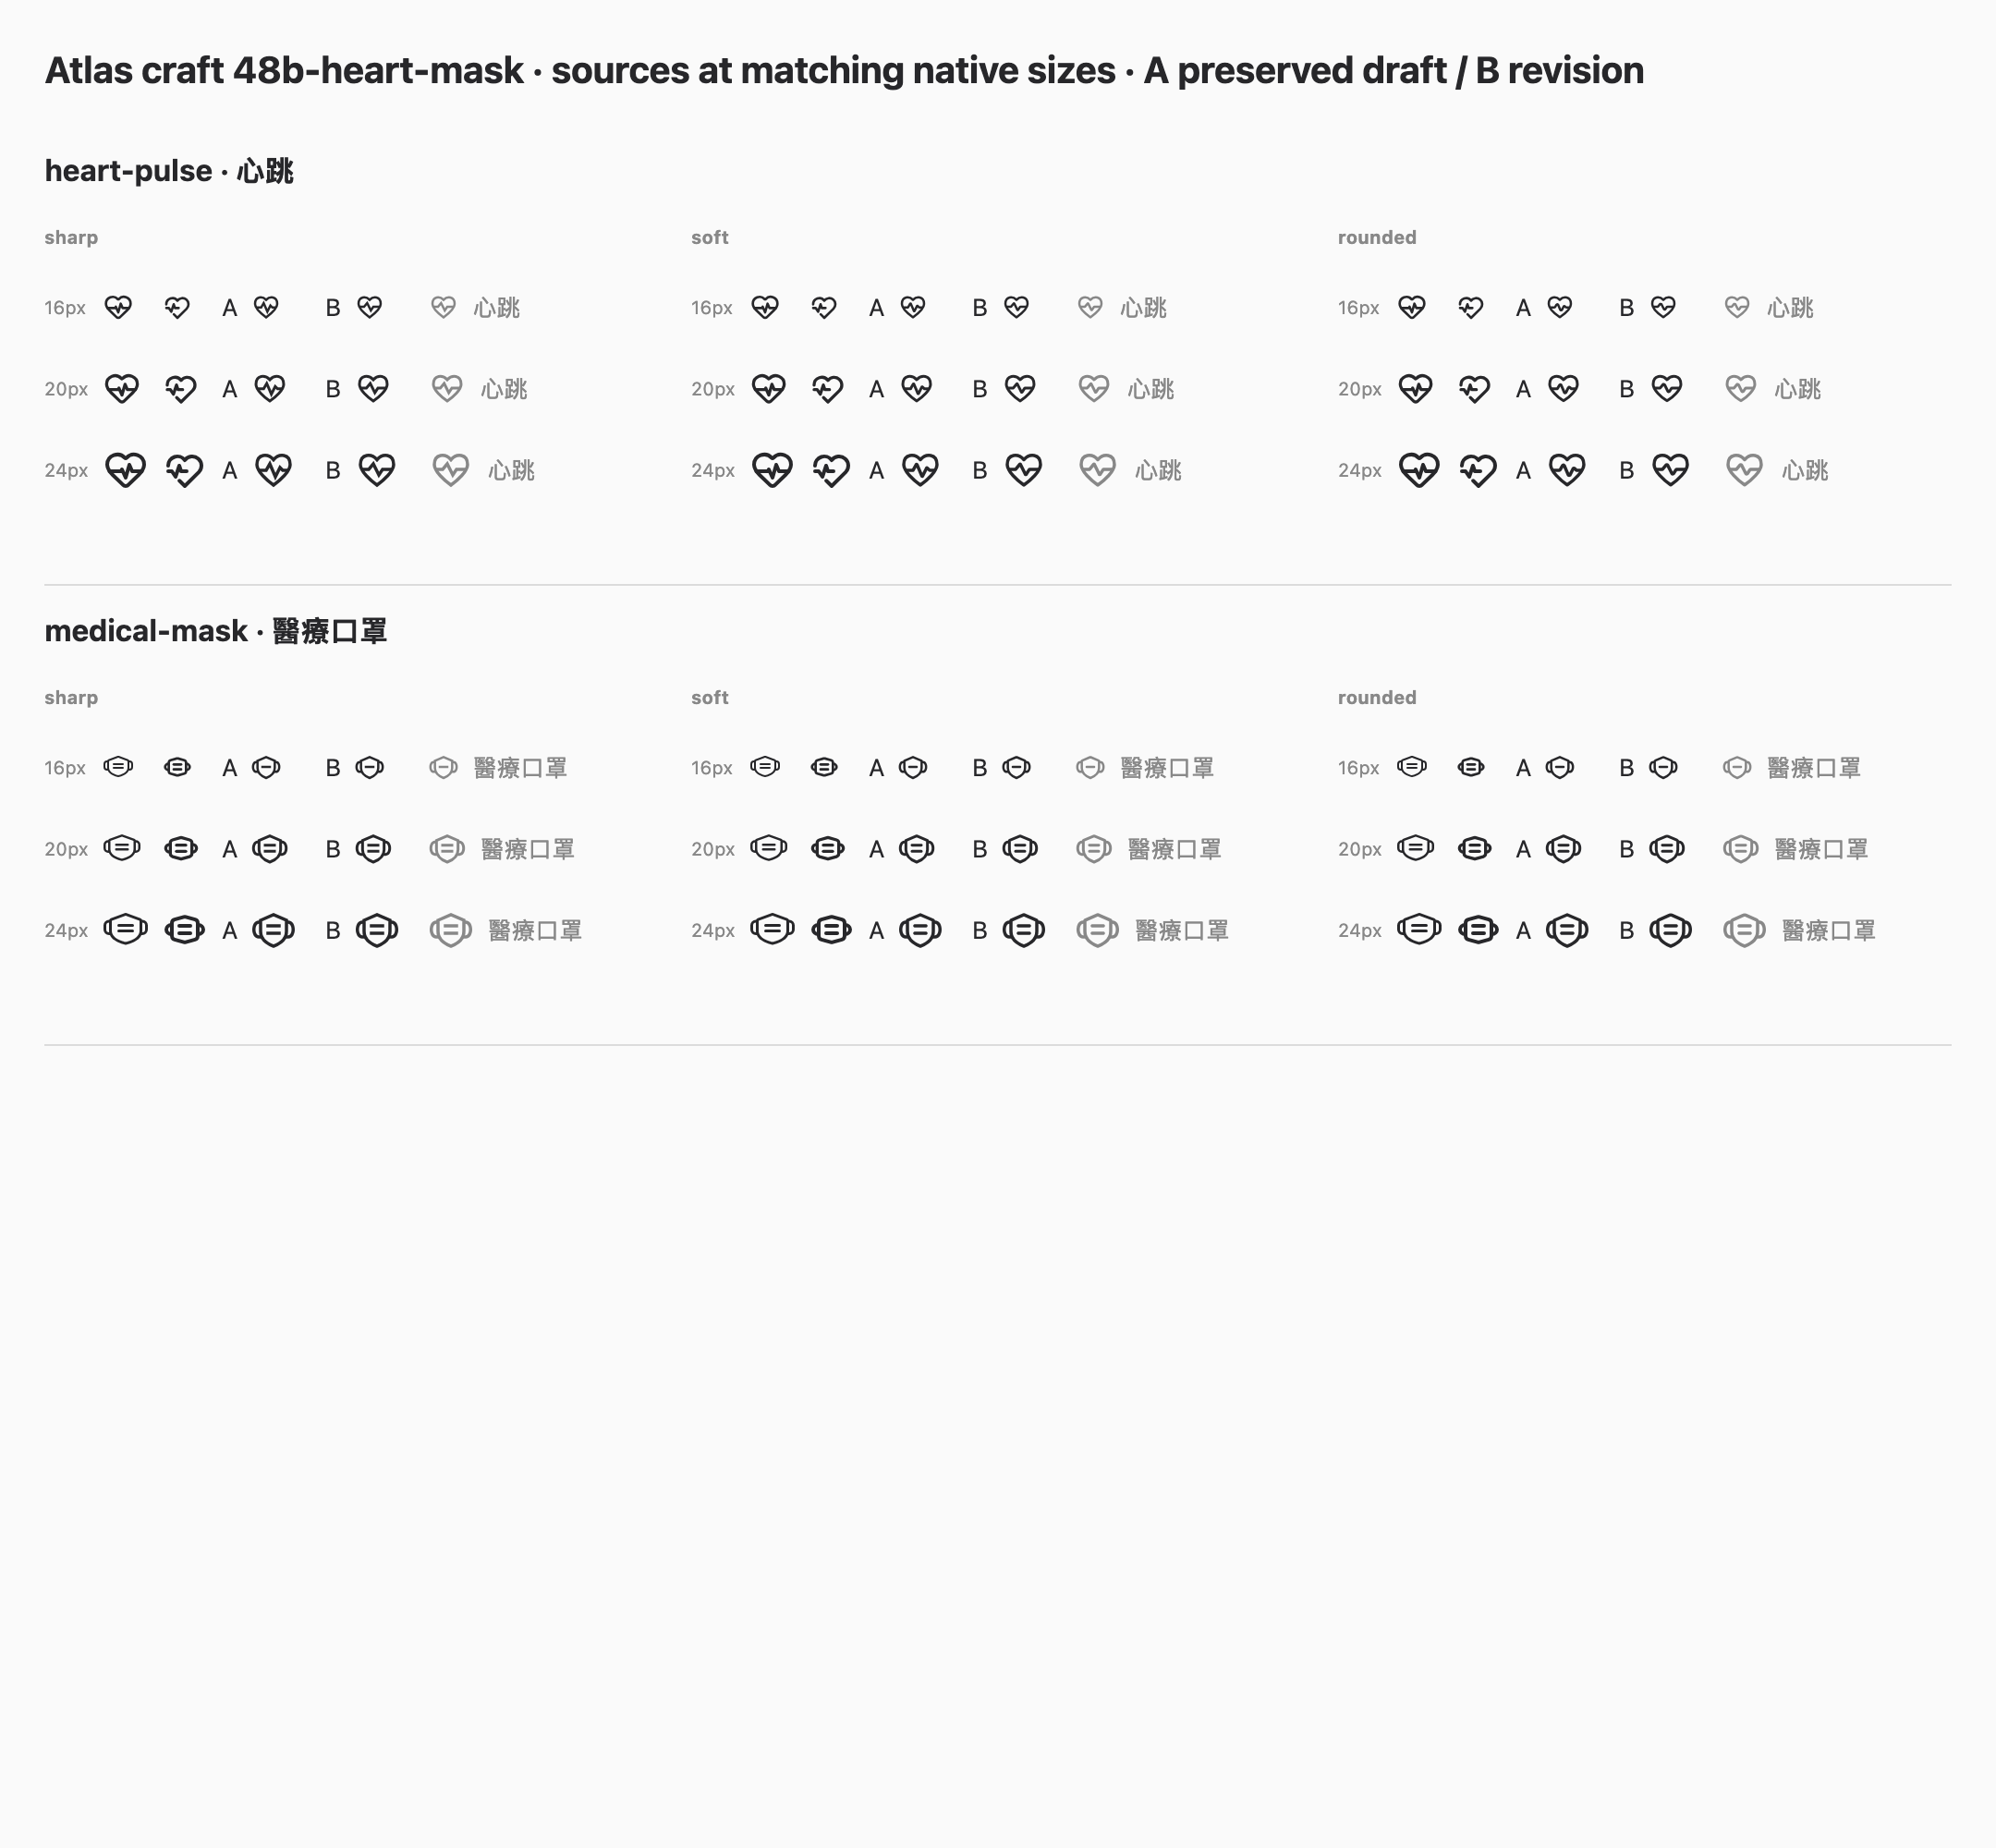 Atlas craft 48b-heart-mask · sources at matching native sizes · A preserved draft / B revision
heart-pulse · 心跳
sharp soft rounded
16px A B 心跳 16px A B 心跳 16px A B 心跳
20px A B 心跳 20px A B 心跳 20px A B 心跳
24px A B 心跳 24px A B 心跳 24px A B 心跳
medical-mask · 醫療口罩
sharp soft rounded
16px A B 醫療口罩 16px A B 醫療口罩 16px A B 醫療口罩
20px A B 醫療口罩 20px A B 醫療口罩 20px A B 醫療口罩
24px A B 醫療口罩 24px A B 醫療口罩 24px A B 醫療口罩